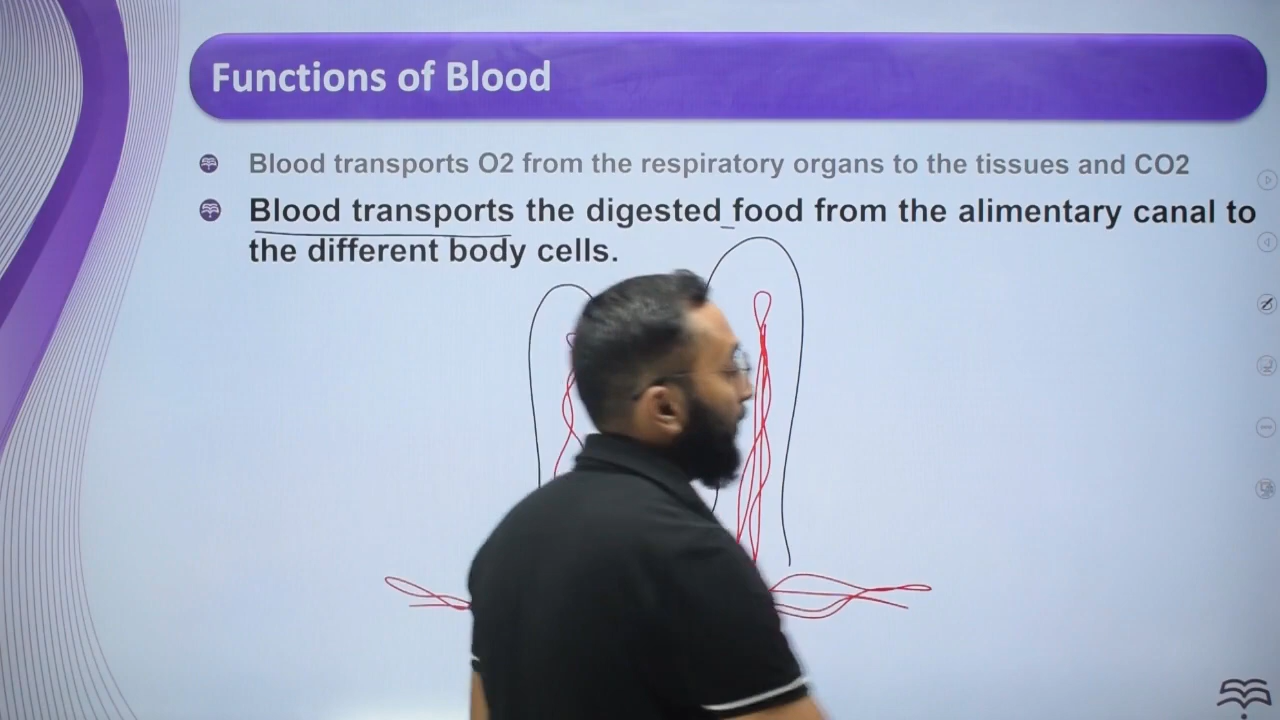 Functions of Blood
Blood transports O2 from the respiratory organs to the tissues and CO2
Blood transports the digested food from the alimentary canal to
the different body cells.